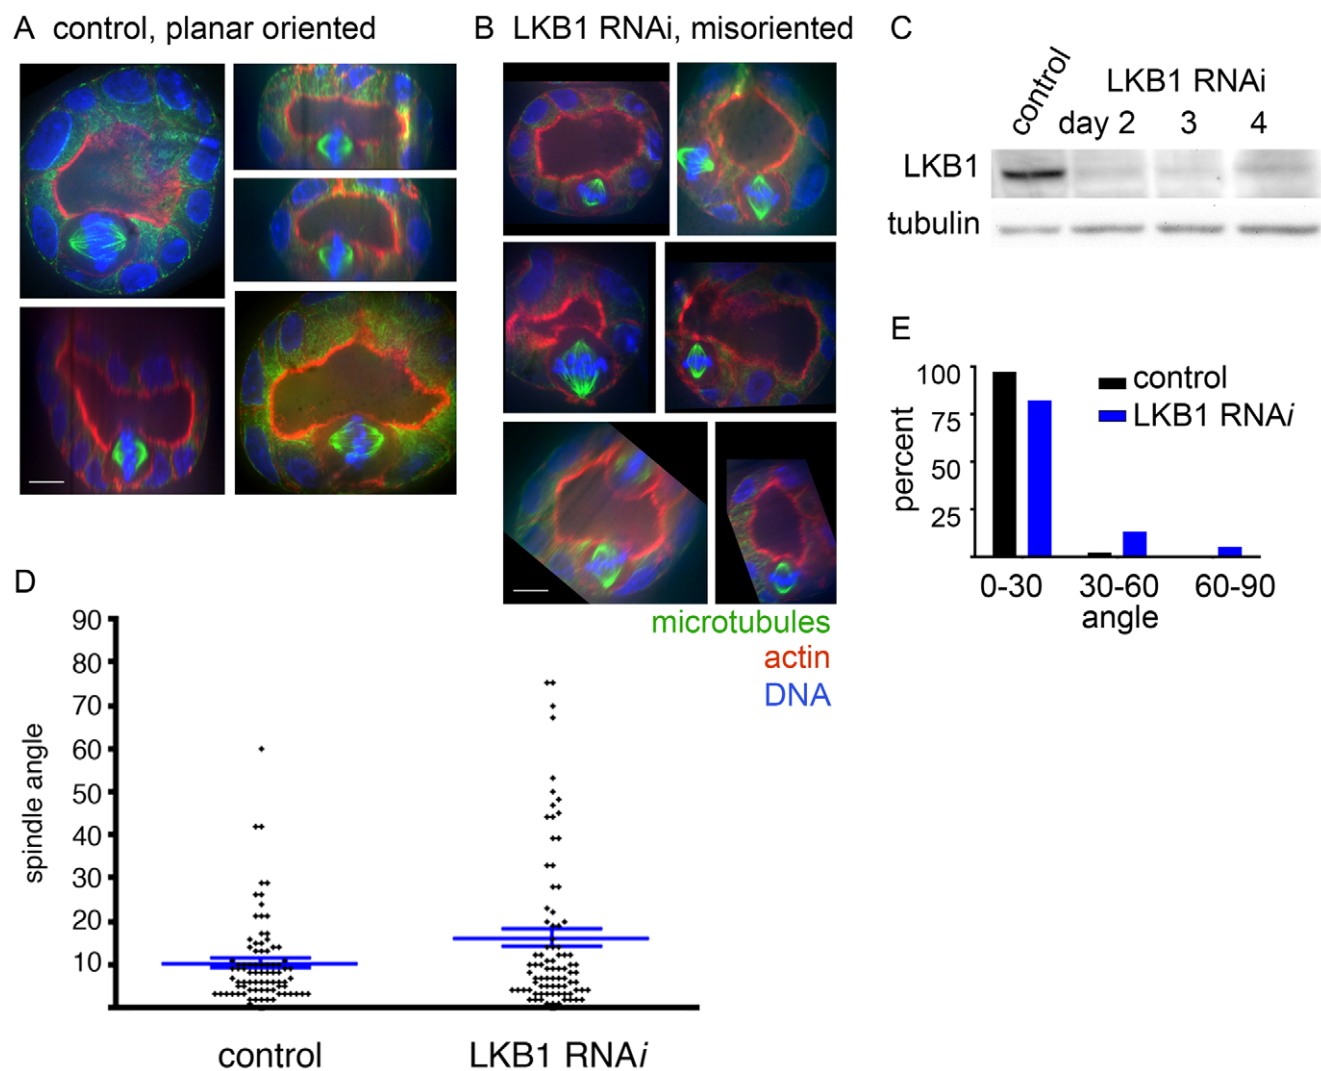 A control, planar oriented
B LKB1 RNAi, misoriented
microtubules
actin
DNA
C
control
LKB1 RNAi
day 2 3 4
LKB1
tubulin
E
100
75
50
25
percent
control
LKB1 RNAi
0-30 30-60 60-90
angle
D
90
80
70
60
50
40
30
20
10
spindle angle
control LKB1 RNAi